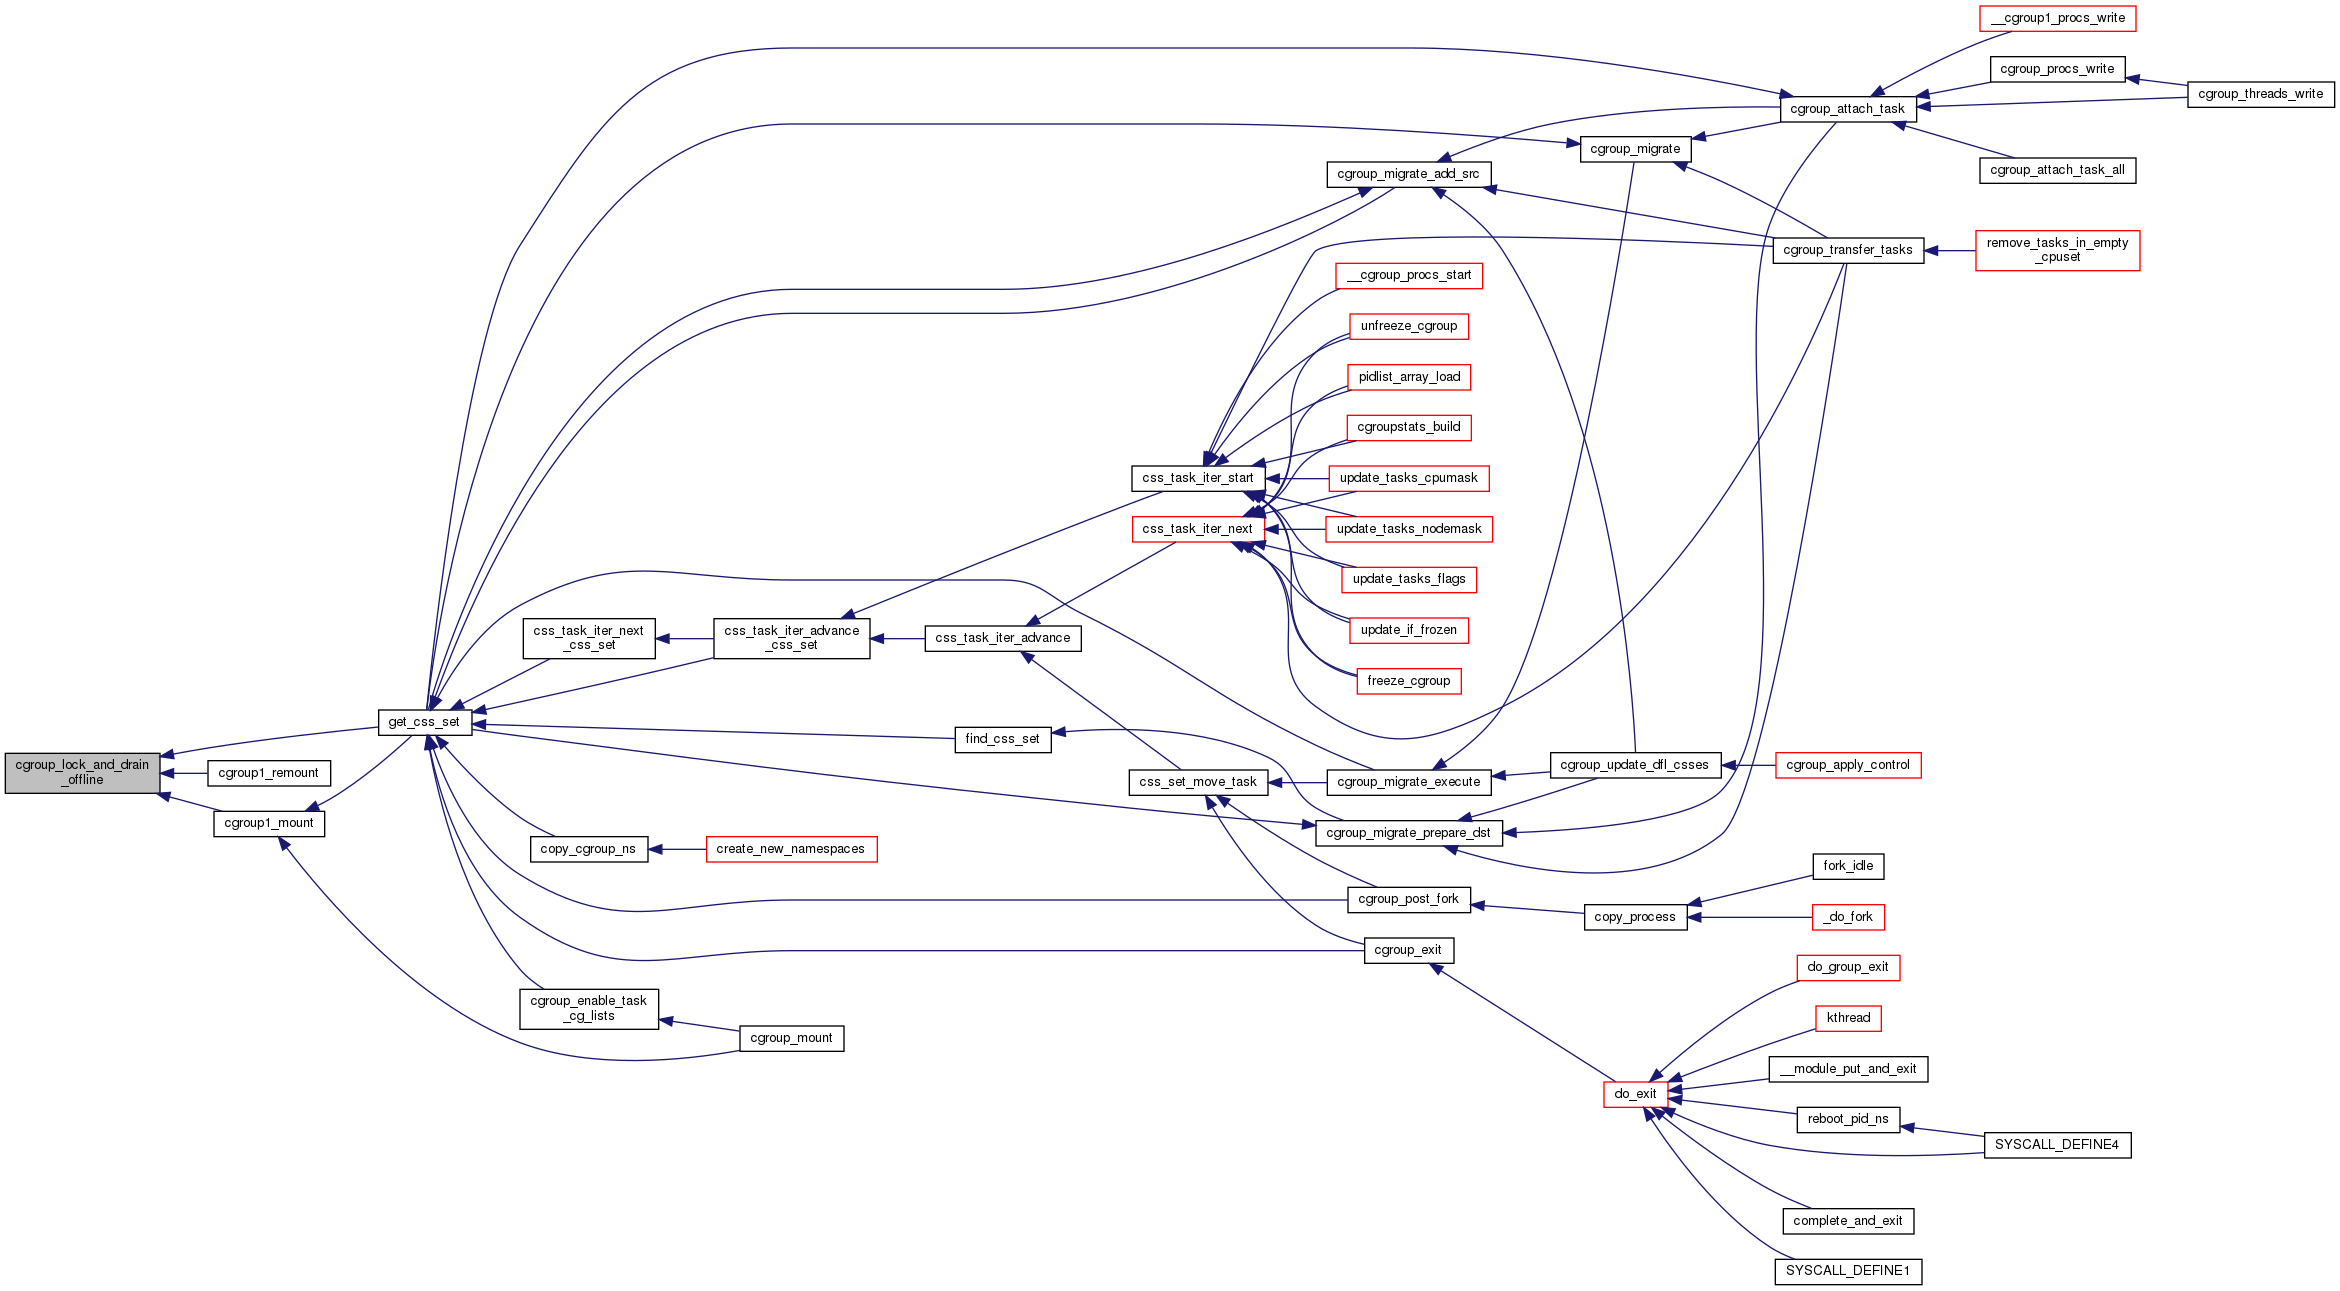 __cgroup1_procs_write
cgroup_procs_write
cgroup_threads_write
cgroup_attach_task
cgroup_migrate
cgroup_attach_task_all
cgroup_migrate_add_src
cgroup_transfer_tasks
remove_tasks_in_empty
_cpuset
__cgroup_procs_start
unfreeze_cgroup
pidlist_array_load
cgroupstats_build
css_task_iter_start
update_tasks_cpumask
css_task_iter_next
update_tasks_nodemask
update_tasks_flags
css_task_iter_next
_css_set
css_task_iter_advance
_css_set
css_task_iter_advance
update_if_frozen
freeze_cgroup
get_css_set
find_css_set
cgroup_lock_and_drain
_offline
cgroup1_remount
css_set_move_task
cgroup_migrate_execute
cgroup_update_dfl_csses
cgroup_apply_control
cgroup1_mount
cgroup_migrate_prepare_dst
copy_cgroup_ns
create_new_namespaces
fork_idle
cgroup_post_fork
copy_process
_do_fork
cgroup_exit
do_group_exit
cgroup_enable_task
_cg_lists
kthread
cgroup_mount
__module_put_and_exit
do_exit
reboot_pid_ns
SYSCALL_DEFINE4
complete_and_exit
SYSCALL_DEFINE1